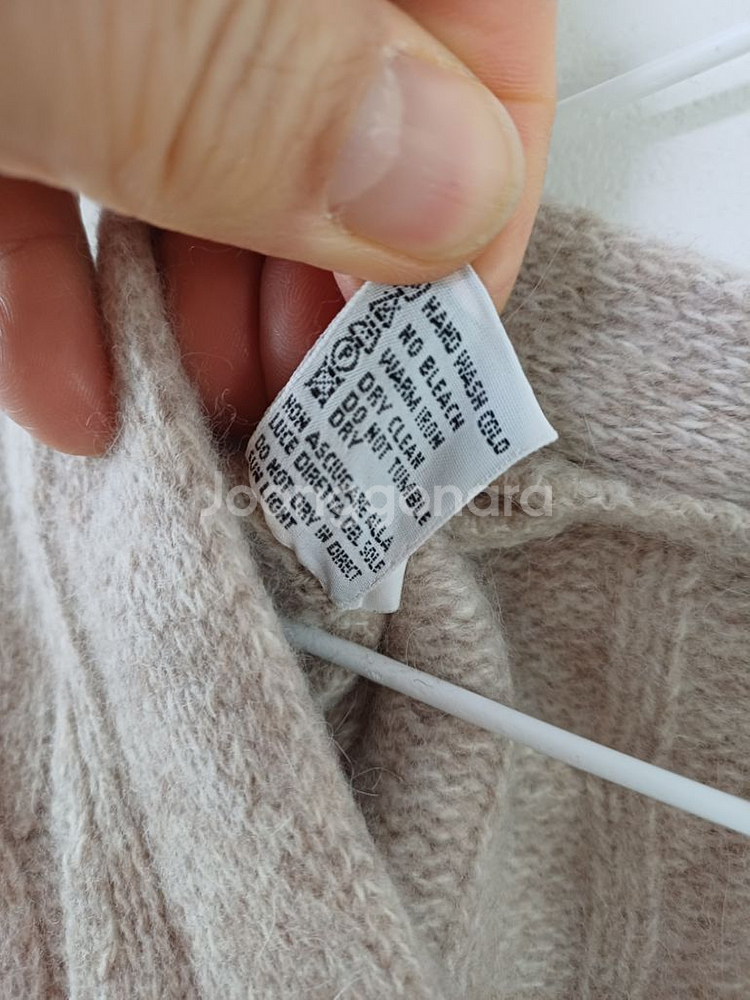 HAND WASH COLD
NO BLEACH
WARM IRON
DRY CLEAN
DO NOT TUMBLE
DRY
NON ASCIUGARE ALLA
LUCE DIRETTA DEL SOLE
DO NOT DRY IN DIRECT
SUN LIGHT
Joongonara